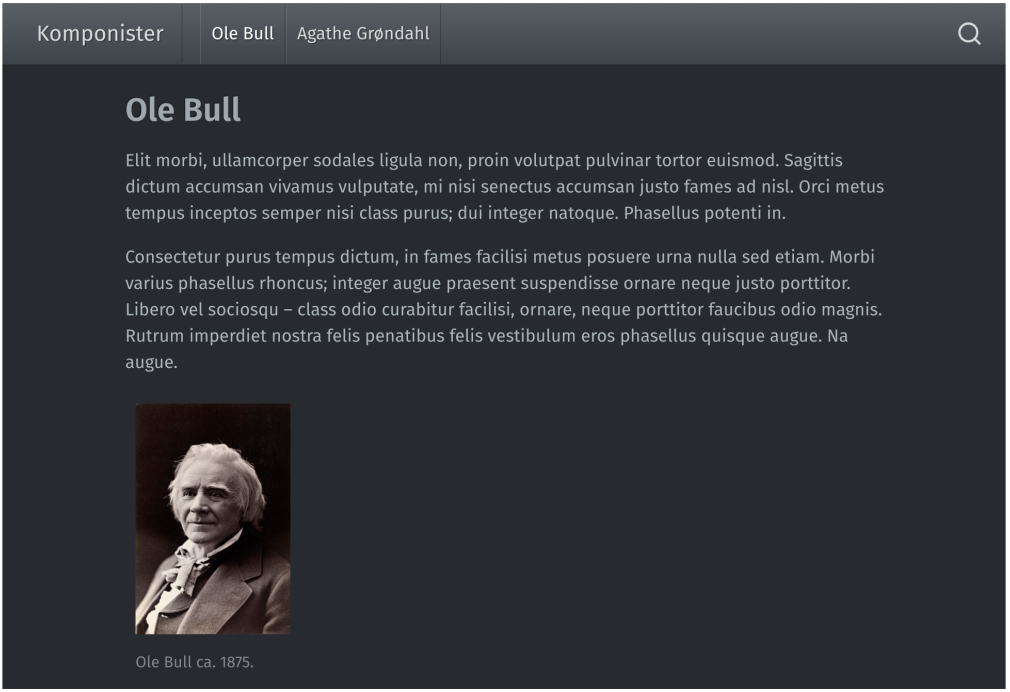 Komponister
Ole Bull
Agathe Grøndahl
Ole Bull
Elit morbi, ullamcorper sodales ligula non, proin volutpat pulvinar tortor euismod. Sagittis
dictum accumsan vivamus vulputate, mi nisi senectus accumsan justo fames ad nisl. Orci metus
tempus inceptos semper nisi class purus; dui integer natoque. Phasellus potenti in.
Consectetur purus tempus dictum, in fames facilisi metus posuere urna nulla sed etiam. Morbi
varius phasellus rhoncus; integer augue praesent suspendisse ornare neque justo porttitor.
Libero vel sociosqu – class odio curabitur facilisi, ornare, neque porttitor faucibus odio magnis.
Rutrum imperdiet nostra felis penatibus felis vestibulum eros phasellus quisque augue. Na
augue.
Ole Bull ca. 1875.